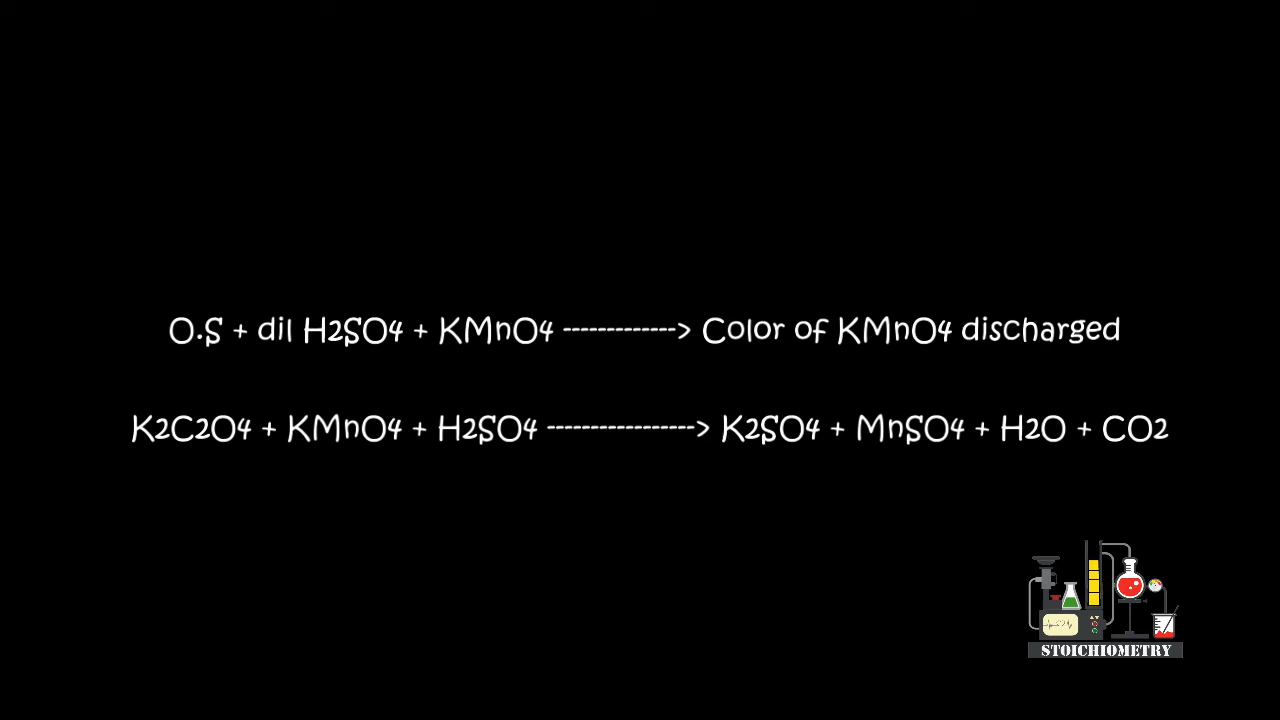 O.S + dil H2SO4 + KMnO4 -------------> Color of KMnO4 discharged
K2C2O4 + KMnO4 + H2SO4 -----------------> K2SO4 + MnSO4 + H2O + CO2
STOICHIOMETRY